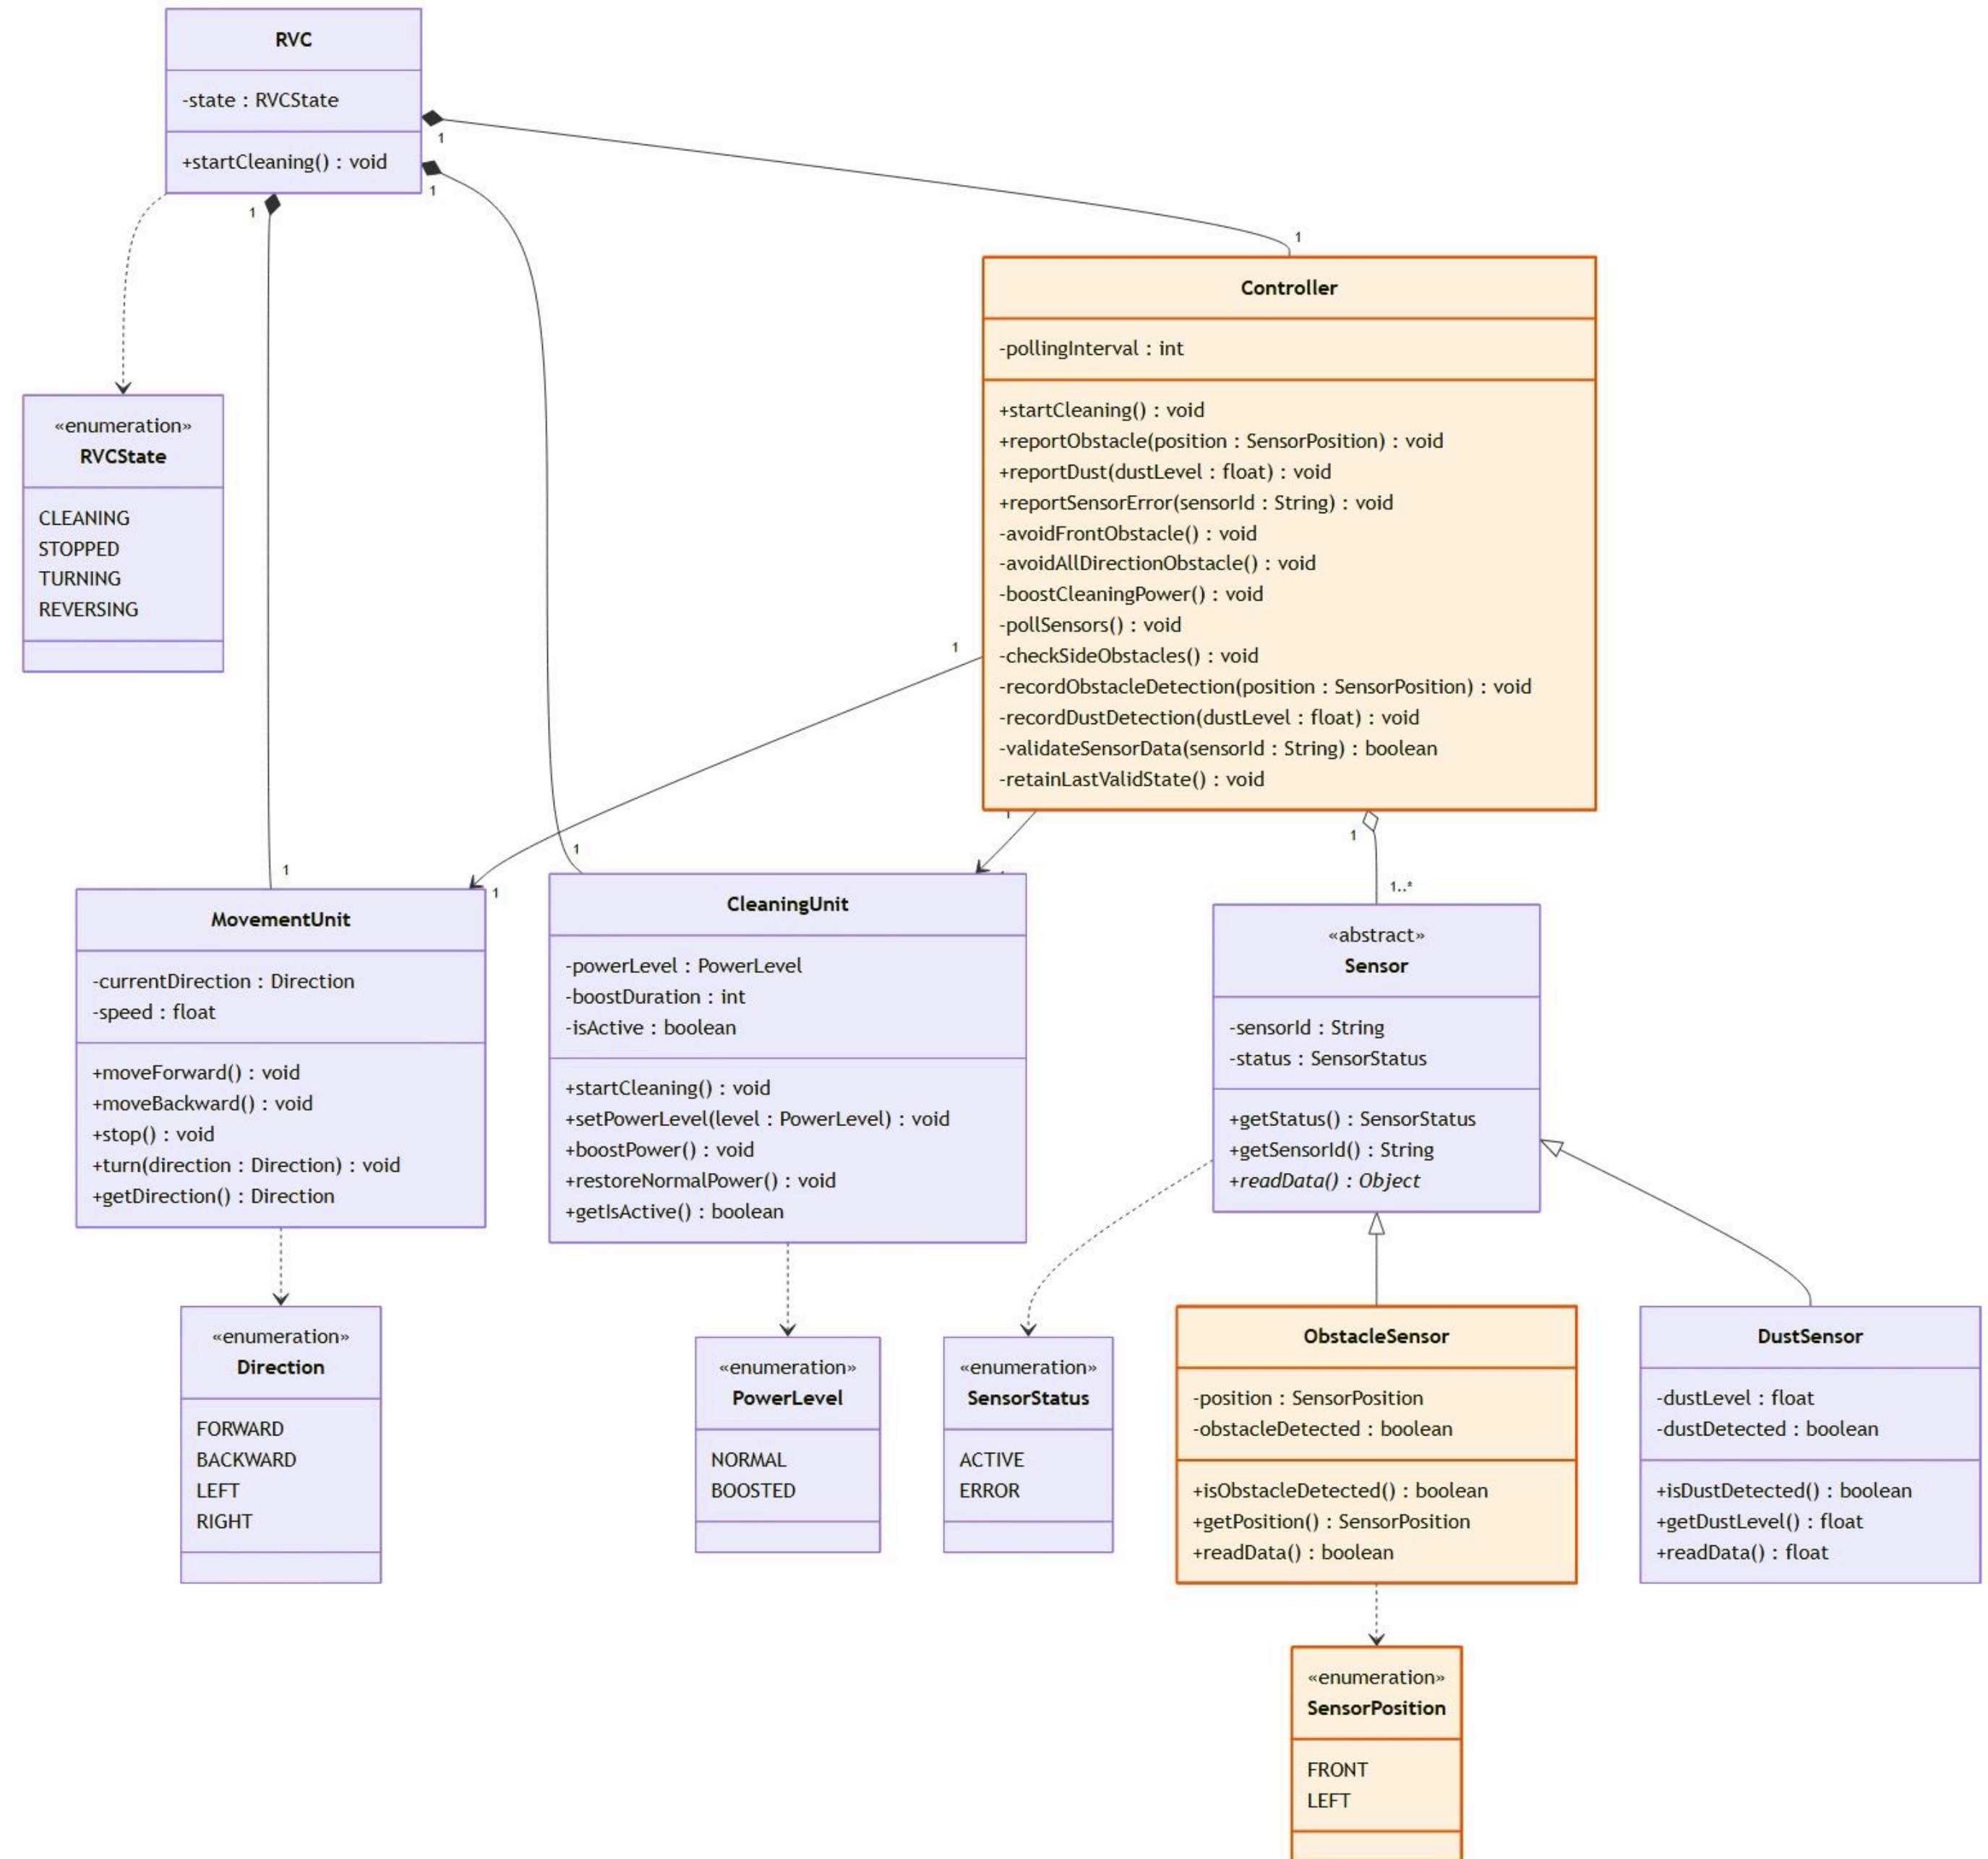 RVC
-state : RVCState
+startCleaning() : void
1
1
1
1
«enumeration»
RVCState
CLEANING
STOPPED
TURNING
REVERSING
Controller
-pollingInterval : int
+startCleaning() : void
+reportObstacle(position : SensorPosition) : void
+reportDust(dustLevel : float) : void
+reportSensorError(sensorId : String) : void
-avoidFrontObstacle() : void
-avoidAllDirectionObstacle() : void
-boostCleaningPower() : void
-pollSensors() : void
-checkSideObstacles() : void
-recordObstacleDetection(position : SensorPosition) : void
-recordDustDetection(dustLevel : float) : void
-validateSensorData(sensorId : String) : boolean
-retainLastValidState() : void
1
1
1
1
1
1
1..*
MovementUnit
-currentDirection : Direction
-speed : float
+moveForward() : void
+moveBackward() : void
+stop() : void
+turn(direction : Direction) : void
+getDirection() : Direction
CleaningUnit
-powerLevel : PowerLevel
-boostDuration : int
-isActive : boolean
+startCleaning() : void
+setPowerLevel(level : PowerLevel) : void
+boostPower() : void
+restoreNormalPower() : void
+getIsActive() : boolean
«abstract»
Sensor
-sensorId : String
-status : SensorStatus
+getStatus() : SensorStatus
+getSensorId() : String
+readData() : Object
«enumeration»
Direction
FORWARD
BACKWARD
LEFT
RIGHT
«enumeration»
PowerLevel
NORMAL
BOOSTED
«enumeration»
SensorStatus
ACTIVE
ERROR
ObstacleSensor
-position : SensorPosition
-obstacleDetected : boolean
+isObstacleDetected() : boolean
+getPosition() : SensorPosition
+readData() : boolean
DustSensor
-dustLevel : float
-dustDetected : boolean
+isDustDetected() : boolean
+getDustLevel() : float
+readData() : float
«enumeration»
SensorPosition
FRONT
LEFT